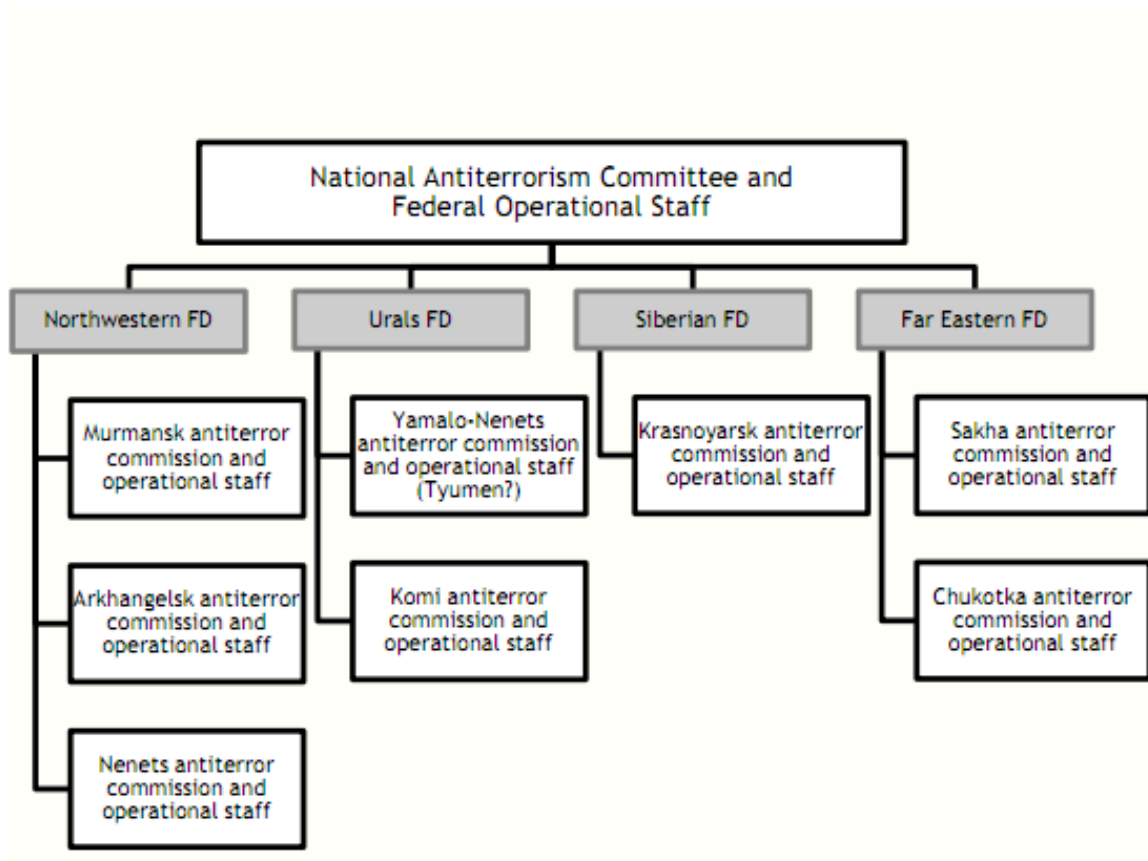 National Antiterrorism Committee and
Federal Operational Staff
Northwestern FD
Urals FD
Siberian FD
Far Eastern FD
Murmansk antiterror
commission and
operational staff
Arkhangelsk antiterror
commission and
operational staff
Nenets antiterror
commission and
operational staff
Yamalo-Nenets
antiterror commission
and operational staff
(Tyumen?)
Komi antiterror
commission and
operational staff
Krasnoyarsk antiterror
commission and
operational staff
Sakha antiterror
commission and
operational staff
Chukotka antiterror
commission and
operational staff